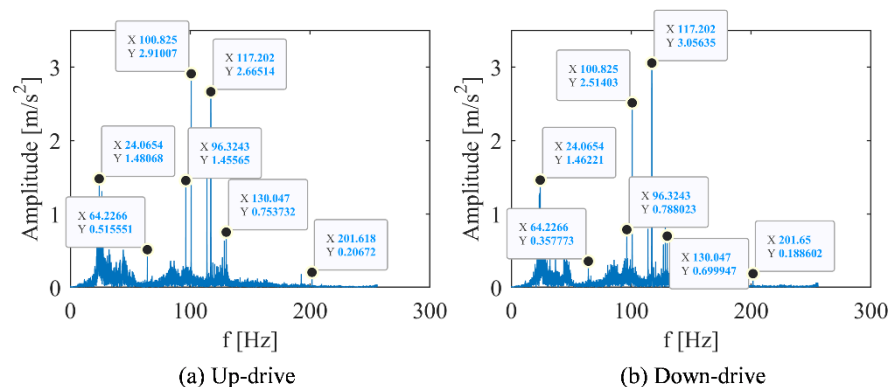 Amplitude [m/s²]
3
2
1
0
0
100
200
300
f [Hz]
X 100.825
Y 2.91007
X 117.202
Y 2.66514
X 24.0654
Y 1.48068
X 96.3243
Y 1.45565
X 64.2266
Y 0.515551
X 130.047
Y 0.753732
X 201.618
Y 0.20672
(a) Up-drive
Amplitude [m/s²]
3
2
1
0
0
100
200
300
f [Hz]
X 117.202
Y 3.05635
X 100.825
Y 2.51403
X 24.0654
Y 1.46221
X 96.3243
Y 0.788023
X 64.2266
Y 0.357773
X 130.047
Y 0.699947
X 201.65
Y 0.188602
(b) Down-drive